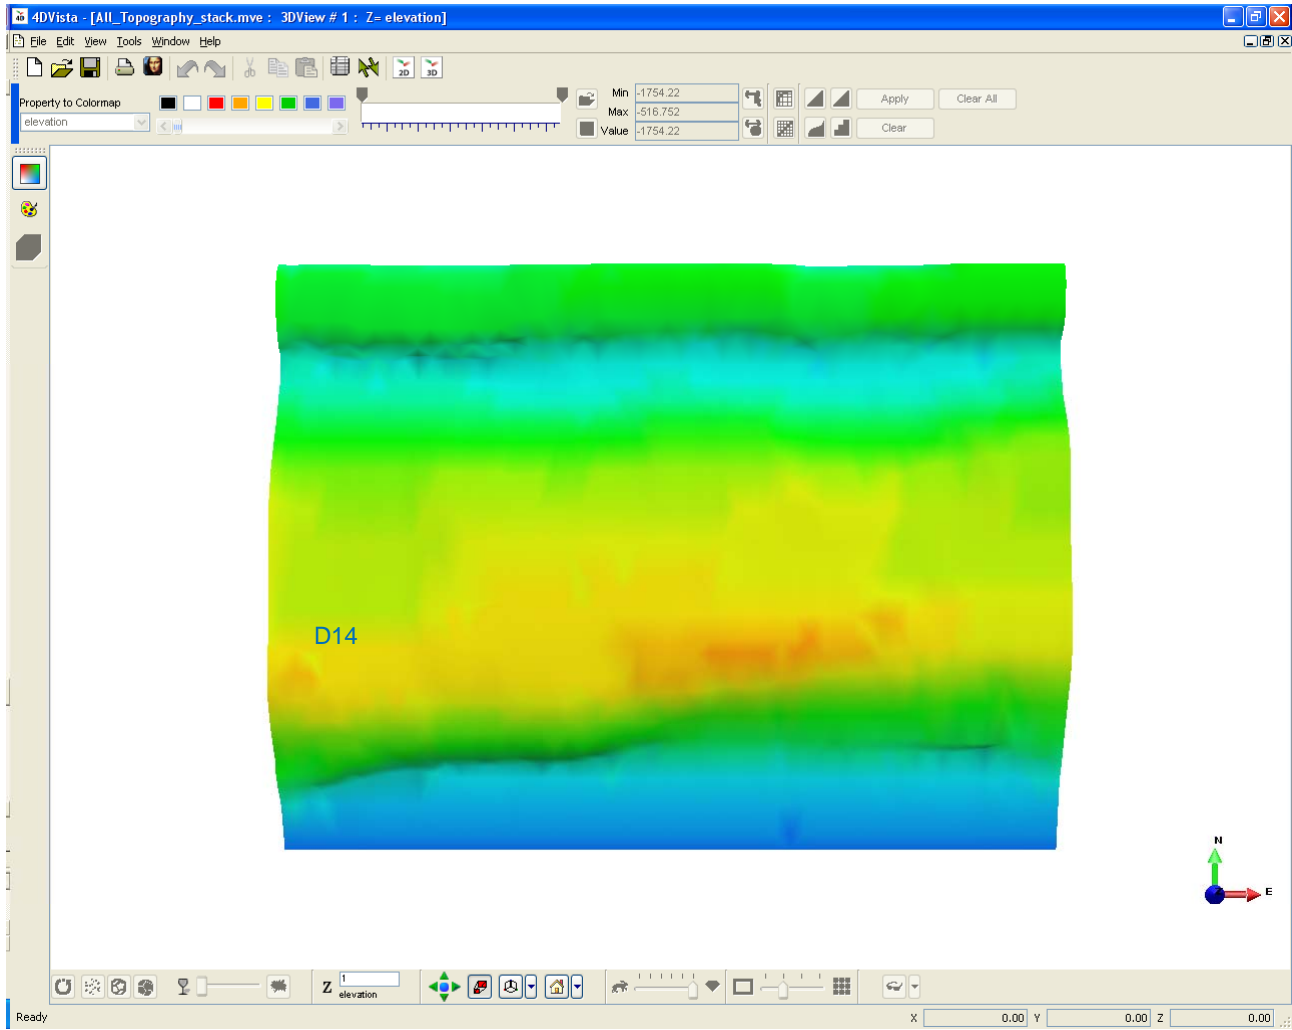 4DVista - [All_Topography_stack.mve : 3DView # 1 : Z= elevation]
File Edit View Tools Window Help
2D 3D
Property to Colormap
elevation
Min -1754.22
Max -516.752
Value -1754.22
Apply Clear All
Clear
D14
N
E
Z 1
elevation
Ready
X 0.00 Y 0.00 Z 0.00